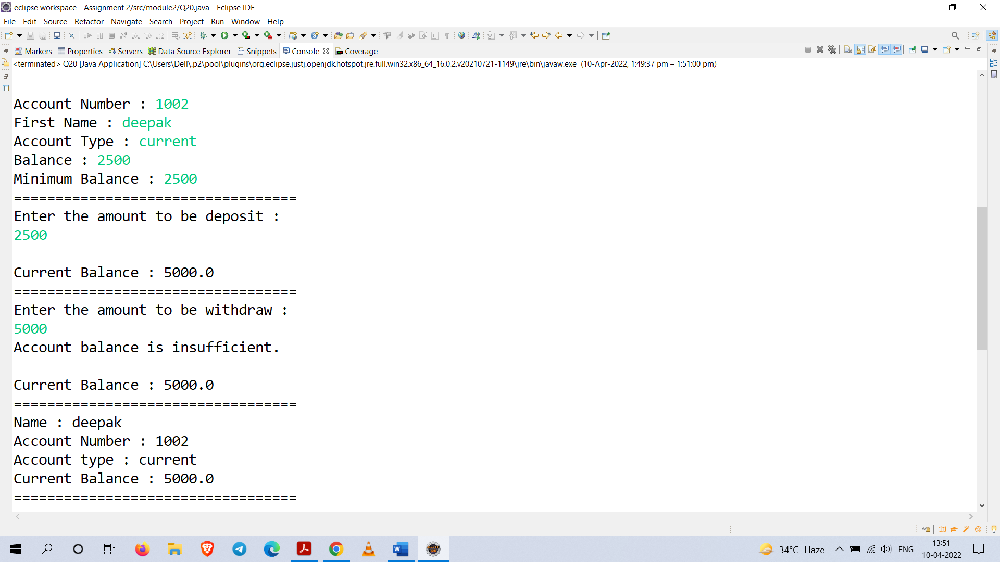 eclipse workspace - Assignment 2/src/module2/Q20.java - Eclipse IDE
File Edit Source Refactor Navigate Search Project Run Window Help
Markers Properties Servers Data Source Explorer Snippets Console Coverage
<terminated> Q20 [Java Application] C:\Users\Dell\.p2\pool\plugins\org.eclipse.justj.openjdk.hotspot.jre.full.win32.x86_64_16.0.2.v20210721-1149\jre\bin\javaw.exe (10-Apr-2022, 1:49:37 pm – 1:51:00 pm)
Account Number : 1002
First Name : deepak
Account Type : current
Balance : 2500
Minimum Balance : 2500
==================================
Enter the amount to be deposit :
2500
Current Balance : 5000.0
==================================
Enter the amount to be withdraw :
5000
Account balance is insufficient.
Current Balance : 5000.0
==================================
Name : deepak
Account Number : 1002
Account type : current
Current Balance : 5000.0
==================================
34°C Haze ENG 13:51
10-04-2022